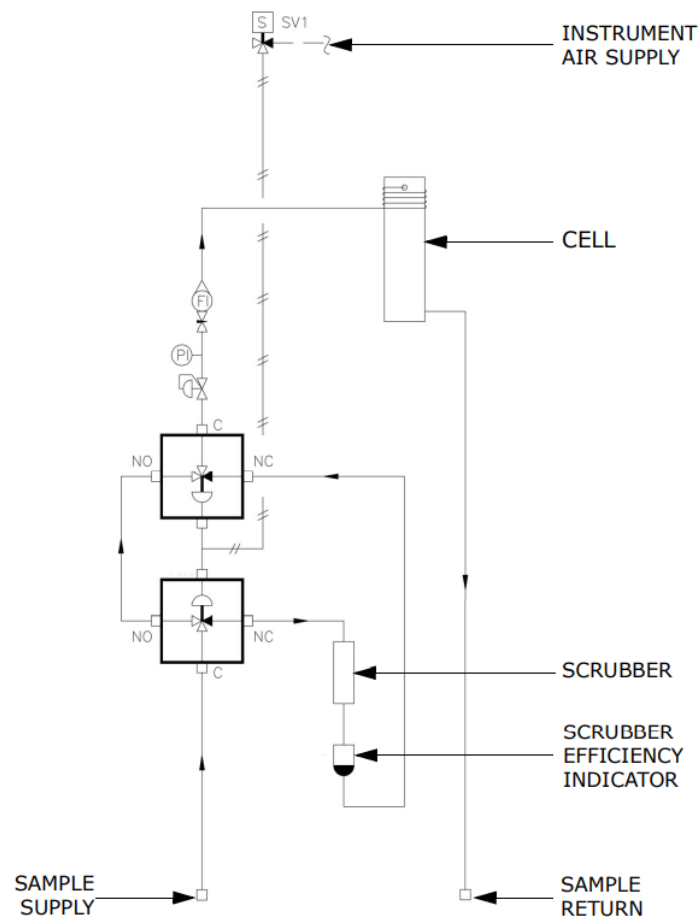 S SV1
INSTRUMENT
AIR SUPPLY
CELL
FI
PI
C
NO
NC
NO
NC
C
SCRUBBER
SCRUBBER
EFFICIENCY
INDICATOR
SAMPLE
SUPPLY
SAMPLE
RETURN